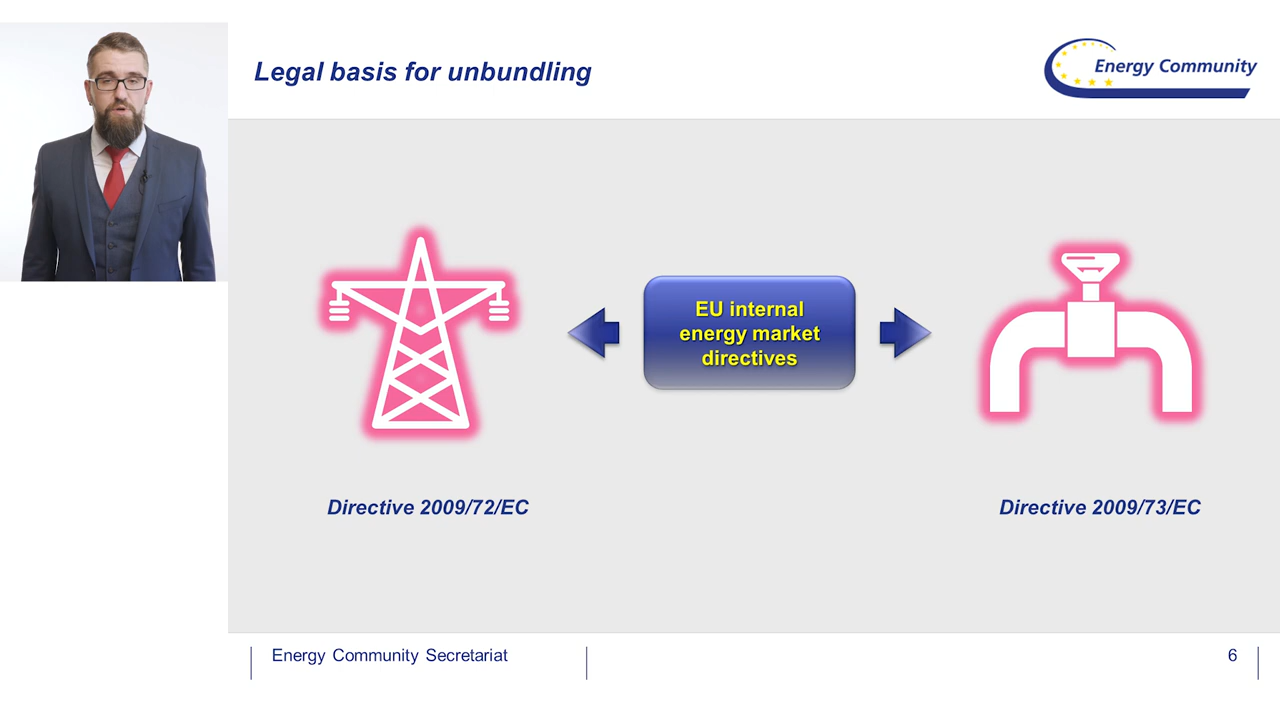 Legal basis for unbundling
Energy Community
EU internal
energy market
directives
Directive 2009/72/EC
Directive 2009/73/EC
Energy Community Secretariat
6